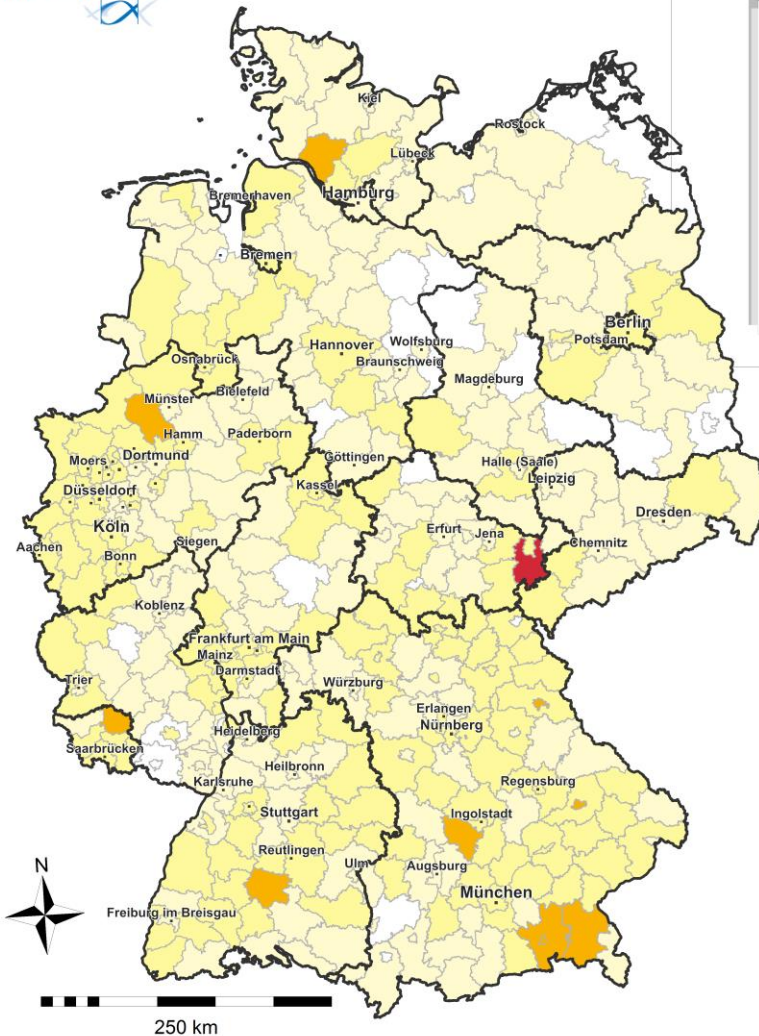 Kiel
Rostock
Lübeck
Hamburg
Bremerhaven
Bremen
Berlin
Potsdam
Wolfsburg
Hannover
Braunschweig
Osnabrück
Magdeburg
Bielefeld
Münster
Hamm
Paderborn
Göttingen
Halle (Saale)
Leipzig
Moers
Dortmund
Kassel
Düsseldorf
Dresden
Köln
Erfurt
Jena
Chemnitz
Siegen
Aachen
Bonn
Koblenz
Frankfurt am Main
Mainz
Darmstadt
Trier
Würzburg
Erlangen
Nürnberg
Heidelberg
Saarbrücken
Heilbronn
Karlsruhe
Regensburg
Stuttgart
Ingolstadt
Reutlingen
Ulm
Augsburg
München
Freiburg im Breisgau
N
250 km